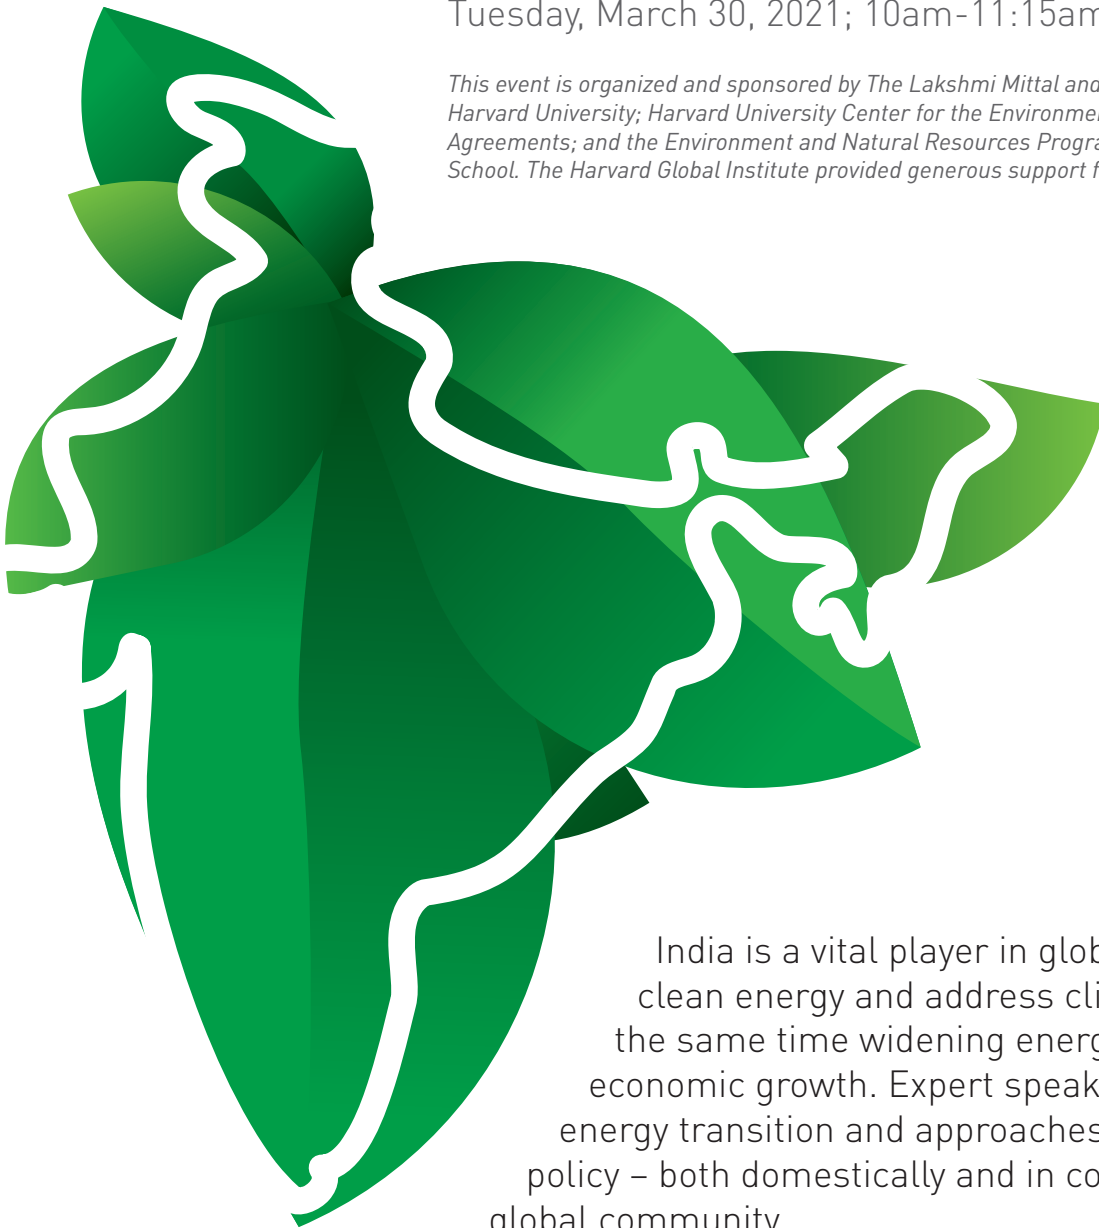 Tuesday, March 30, 2021; 10am-11:15am
This event is organized and sponsored by The Lakshmi Mittal and
Harvard University; Harvard University Center for the Environme
Agreements; and the Environment and Natural Resources Progra
School. The Harvard Global Institute provided generous support f
India is a vital player in glob
clean energy and address cli
the same time widening energ
economic growth. Expert speak
energy transition and approaches
policy – both domestically and in co
global community